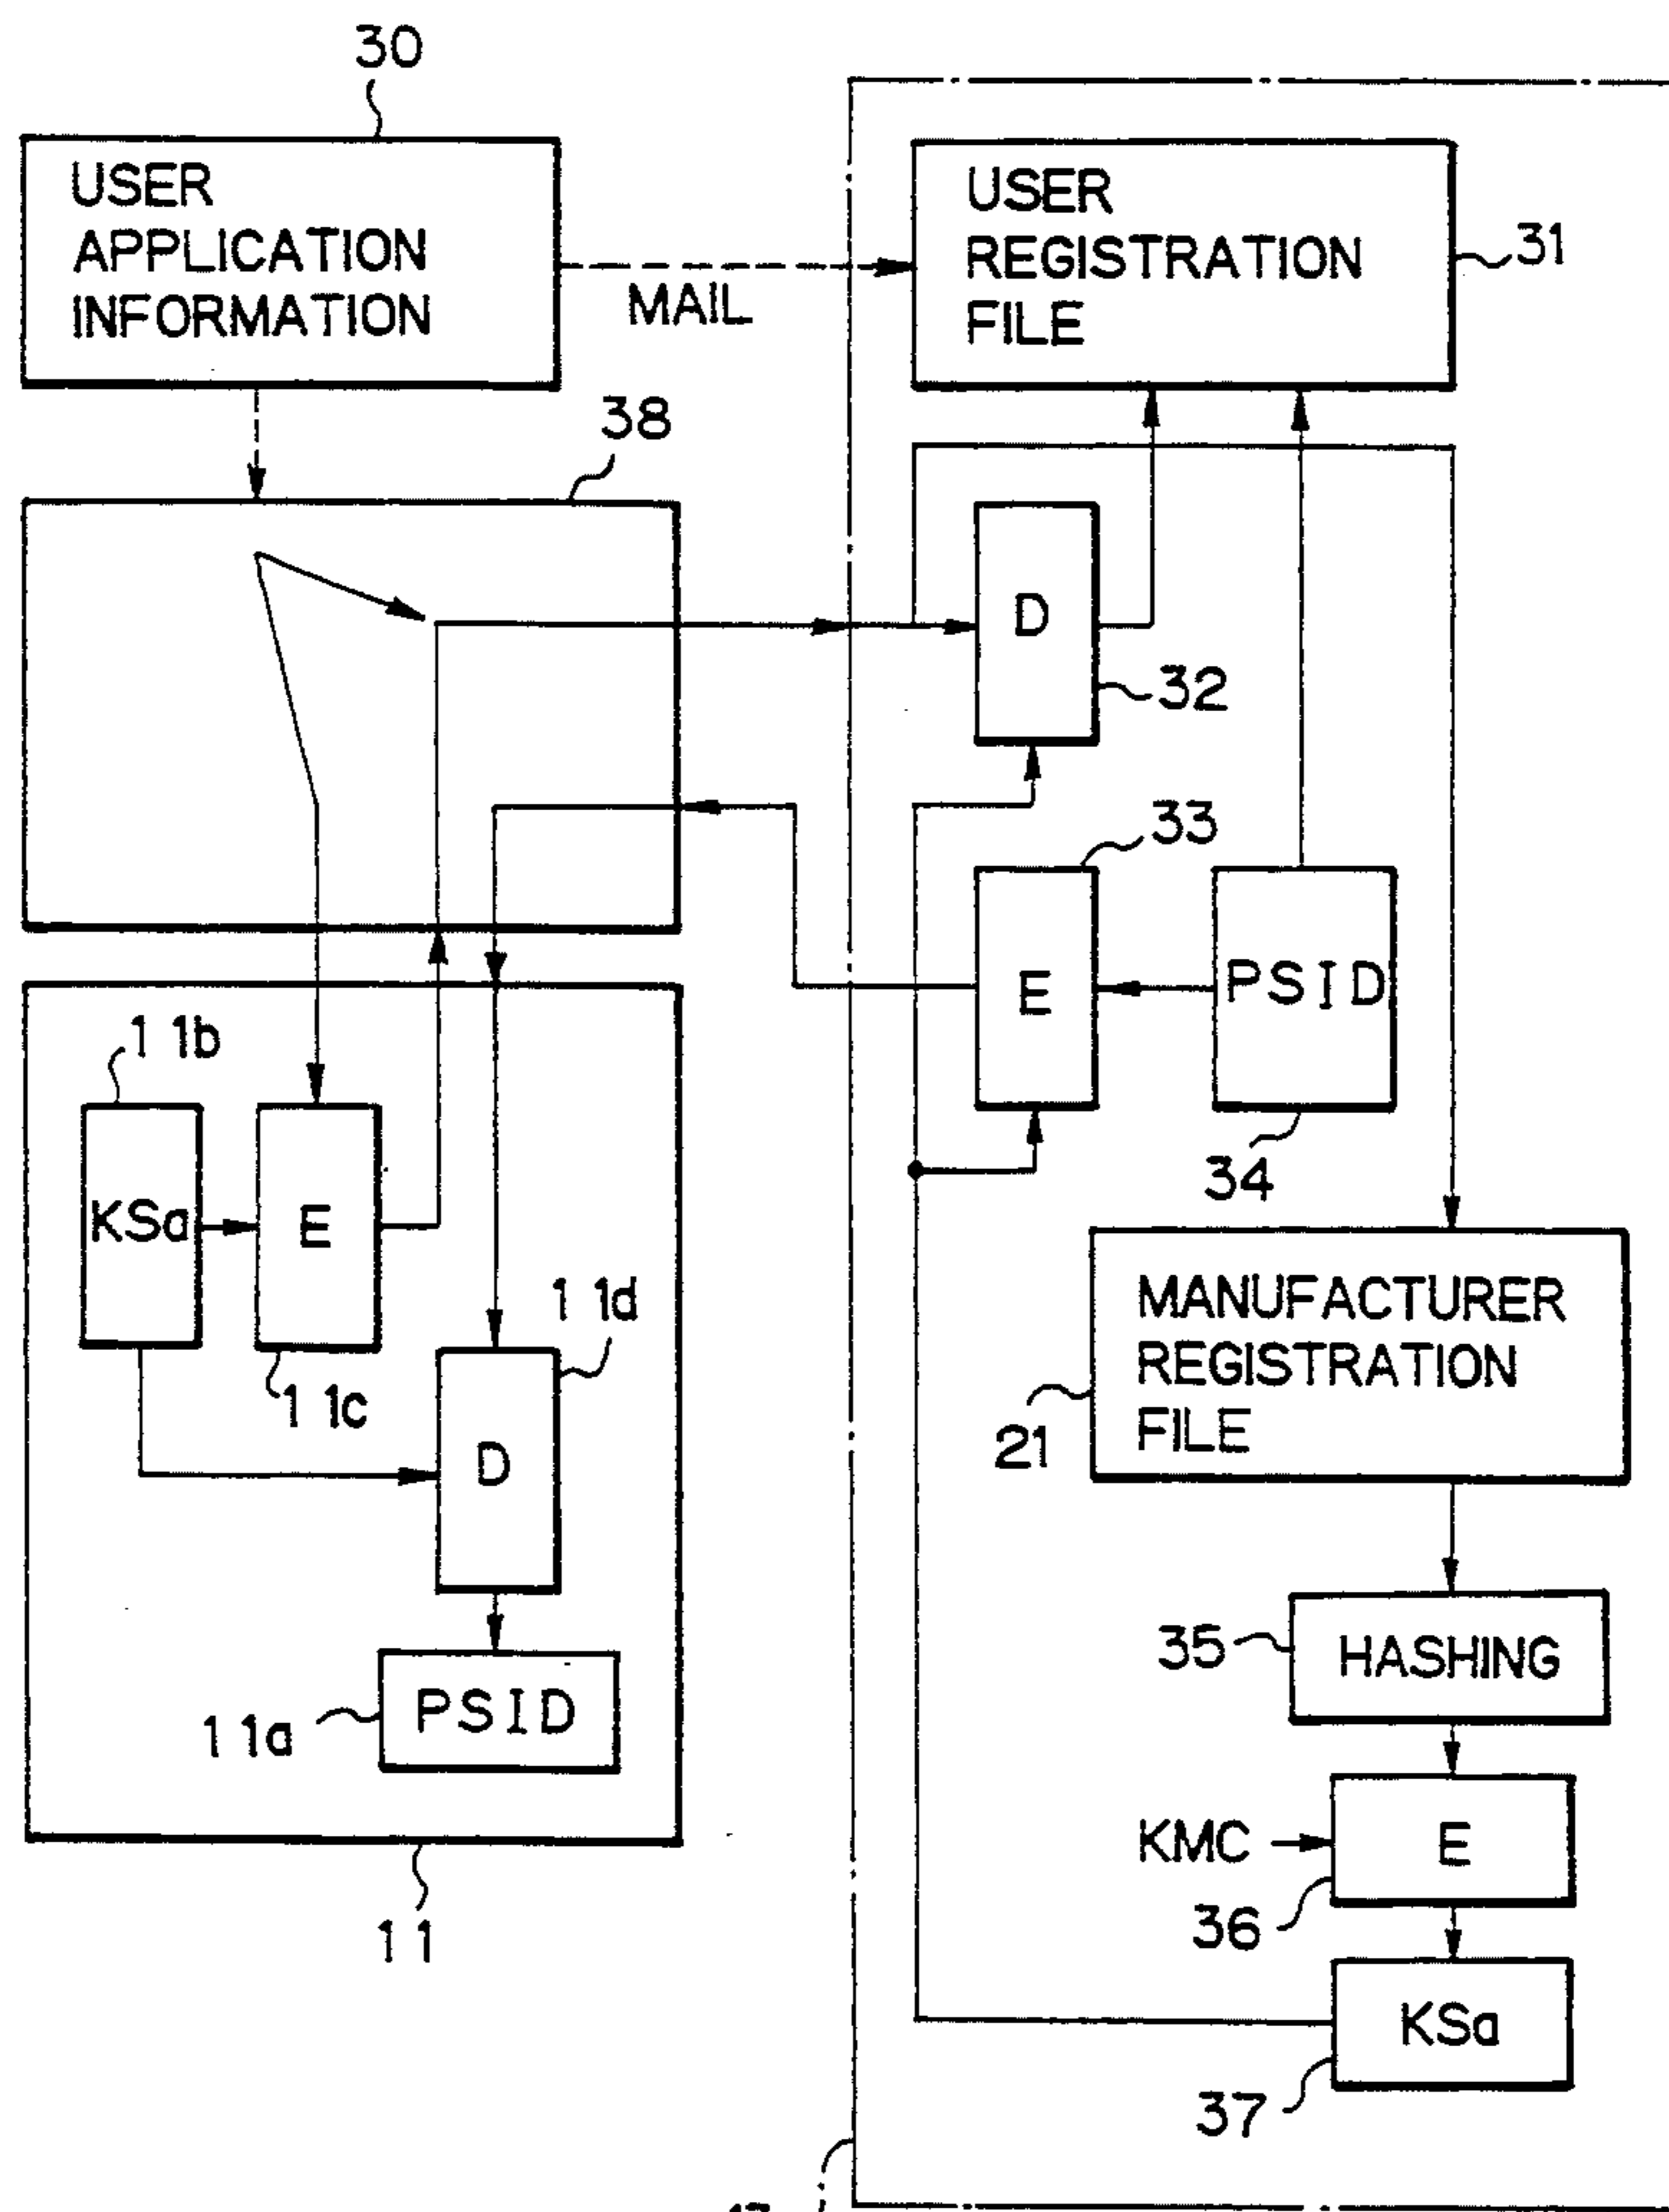 30
USER
APPLICATION
INFORMATION
MAIL
USER
REGISTRATION
FILE
31
38
D
32
33
E
PSID
34
11b
KSa
E
11c
11d
D
PSID
11a
11
MANUFACTURER
REGISTRATION
FILE
21
35
HASHING
KMC
E
36
KSa
37